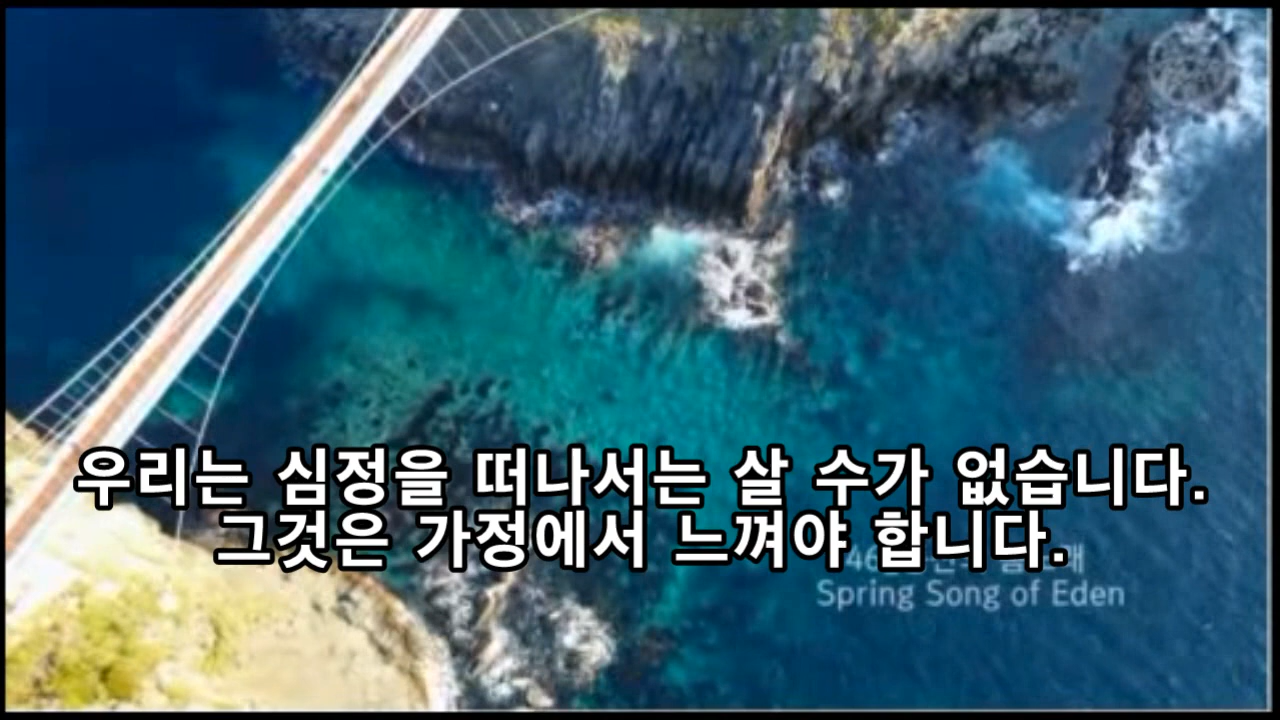 우리는 심정을 떠나서는 살 수가 없습니다.
그것은 가정에서 느껴야 합니다.
Spring Song of Eden